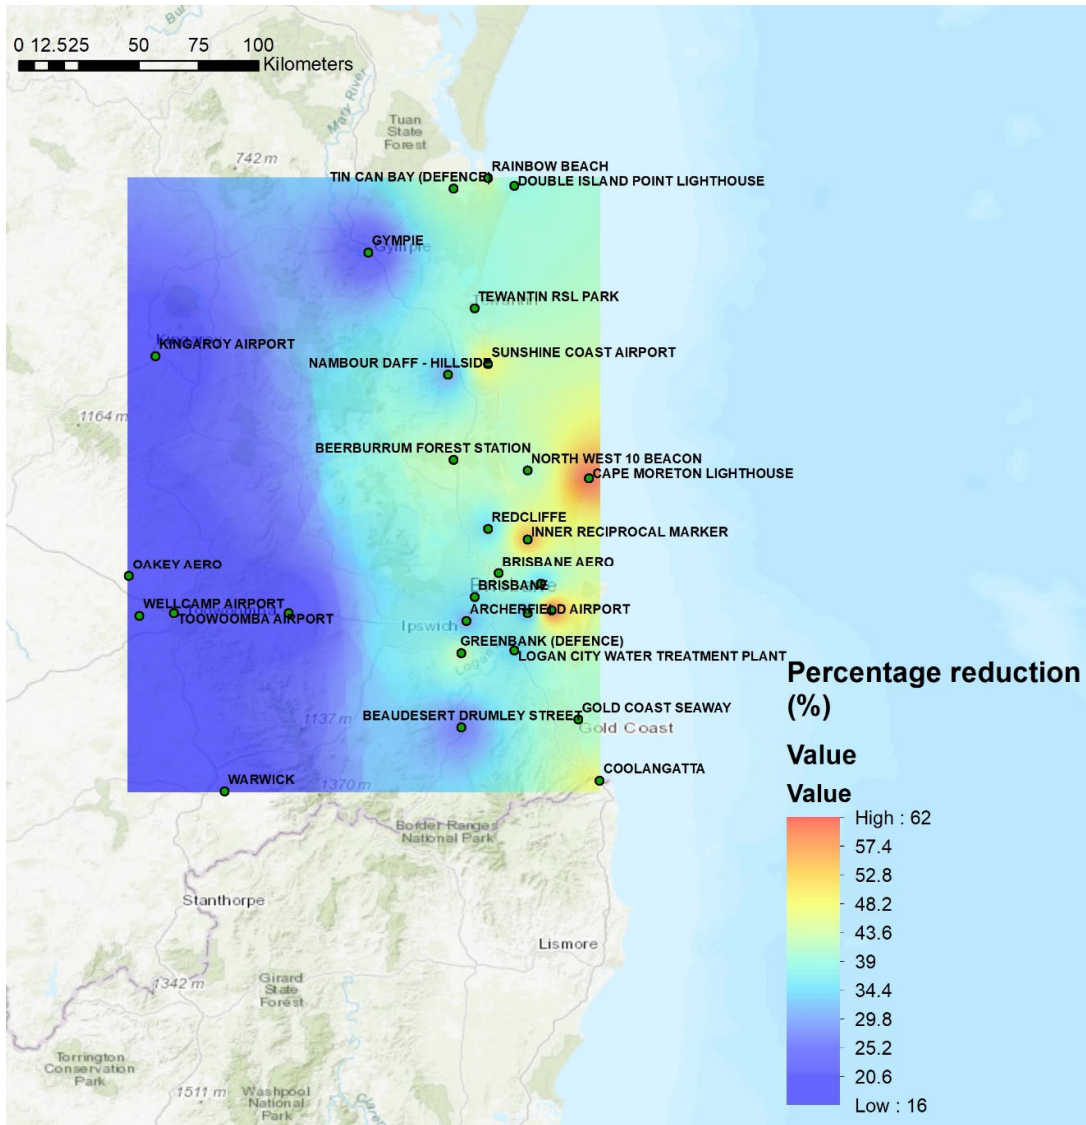 0 12.525 50 75 100
Kilometers
Mary River
Tuan
State
Forest
742 m
RAINBOW BEACH
TIN CAN BAY (DEFENCE)
DOUBLE ISLAND POINT LIGHTHOUSE
GYMPIE
Gympie
TEWANTIN RSL PARK
KINGAROY AIRPORT
SUNSHINE COAST AIRPORT
NAMBOUR DAFF - HILLSIDE
1164 m
BEERBURRUM FOREST STATION
NORTH WEST 10 BEACON
CAPE MORETON LIGHTHOUSE
REDCLIFFE
INNER RECIPROCAL MARKER
OAKEY AERO
BRISBANE AERO
BRISBANE
WELLCAMP AIRPORT
TOOWOOMBA AIRPORT
ARCHERFIELD AIRPORT
Ipswich
GREENBANK (DEFENCE)
LOGAN CITY WATER TREATMENT PLANT
Logan
BEAUDESERT DRUMLEY STREET
GOLD COAST SEAWAY
Gold Coast
1137 m
WARWICK
1370 m
COOLANGATTA
Border Ranges
National Park
Stanthorpe
Lismore
1342 m
Girard
State
Forest
Torrington
Conservation
Park
1511 m
Washpool
National
Park
Percentage reduction
(%)
Value
Value
High : 62
57.4
52.8
48.2
43.6
39
34.4
29.8
25.2
20.6
Low : 16